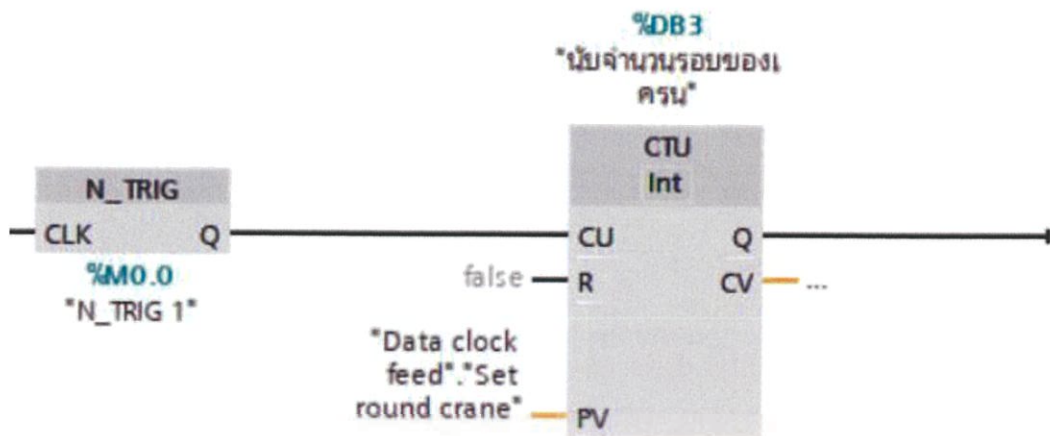 %DB3
"นับจำนวนรอบของเ
ครน"
CTU
Int
N_TRIG
CLK Q
%M0.0
"N_TRIG 1"
CU Q
false R CV ...
"Data clock
feed"."Set
round crane" PV